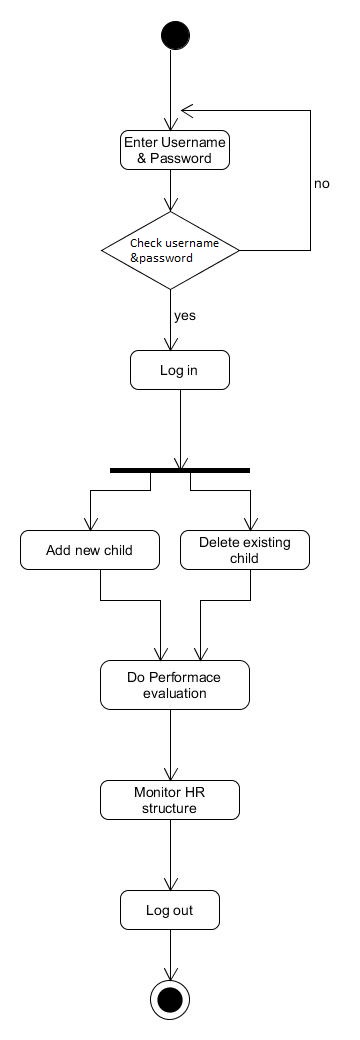 Enter Username
& Password
no
Check username
&password
yes
Log in
Add new child
Delete existing
child
Do Performace
evaluation
Monitor HR
structure
Log out